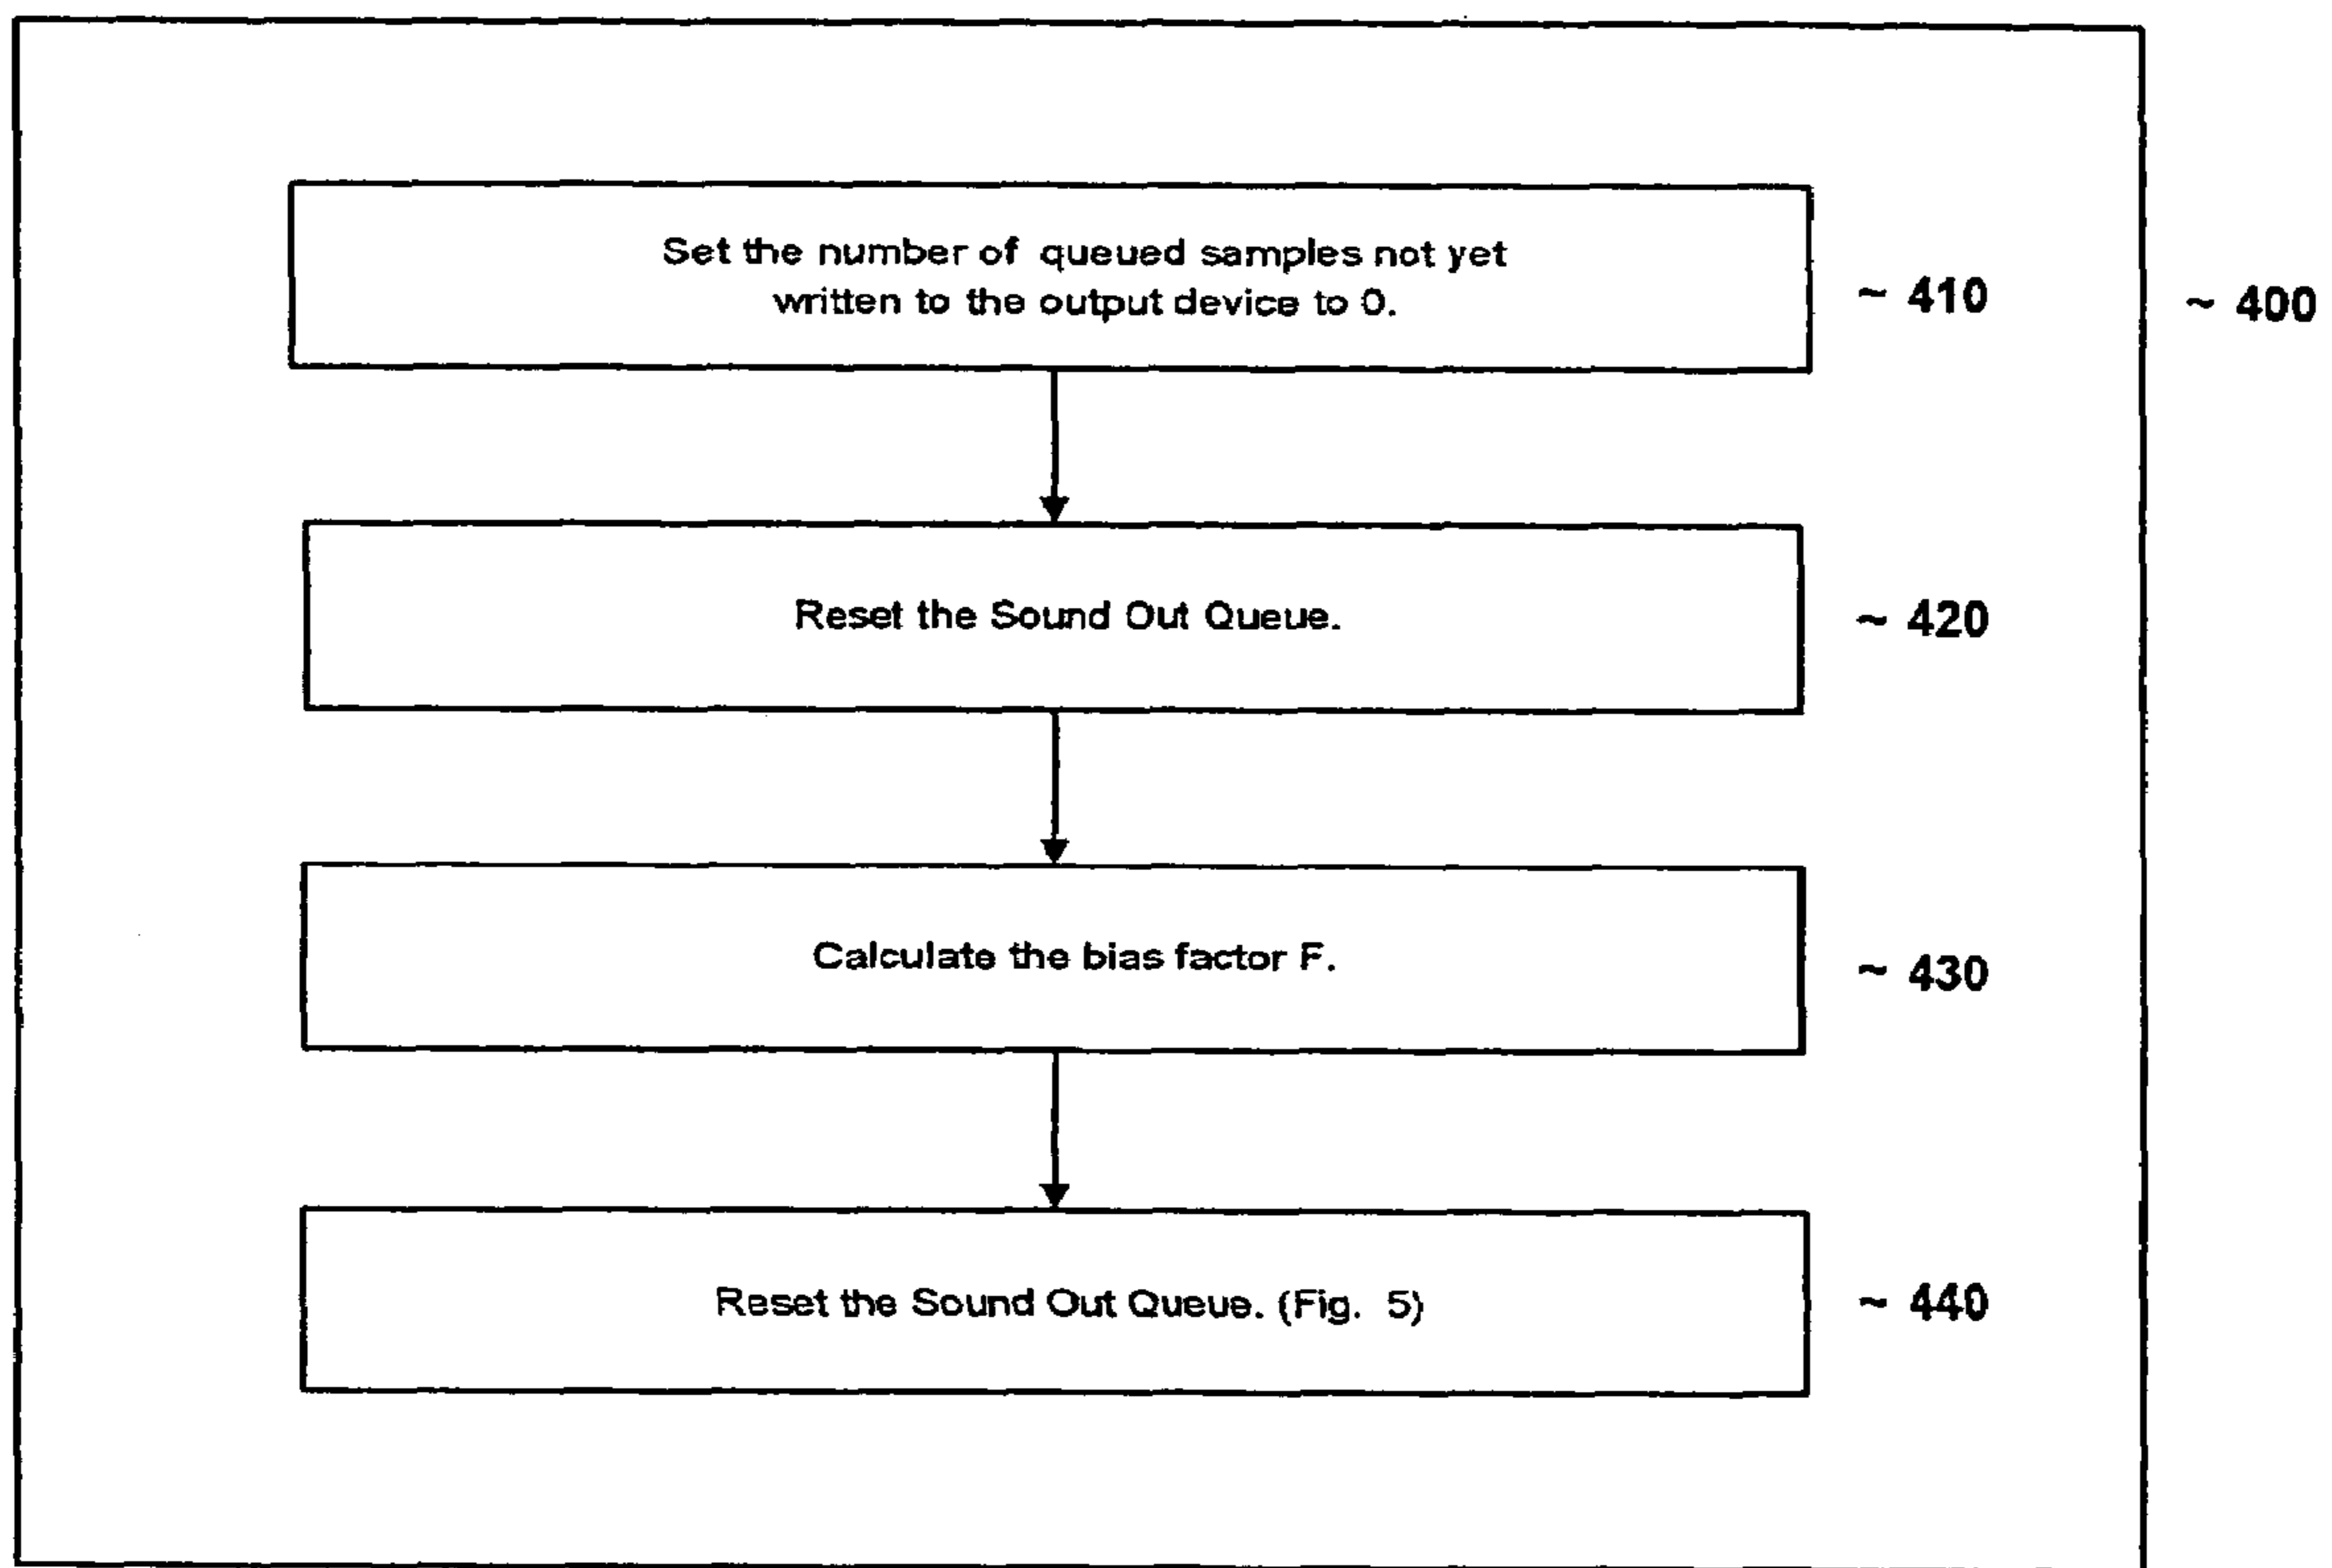 Set the number of queued samples not yet
written to the output device to 0.
~ 410
~ 400
Reset the Sound Out Queue.
~ 420
Calculate the bias factor F.
~ 430
Reset the Sound Out Queue. (Fig. 5)
~ 440